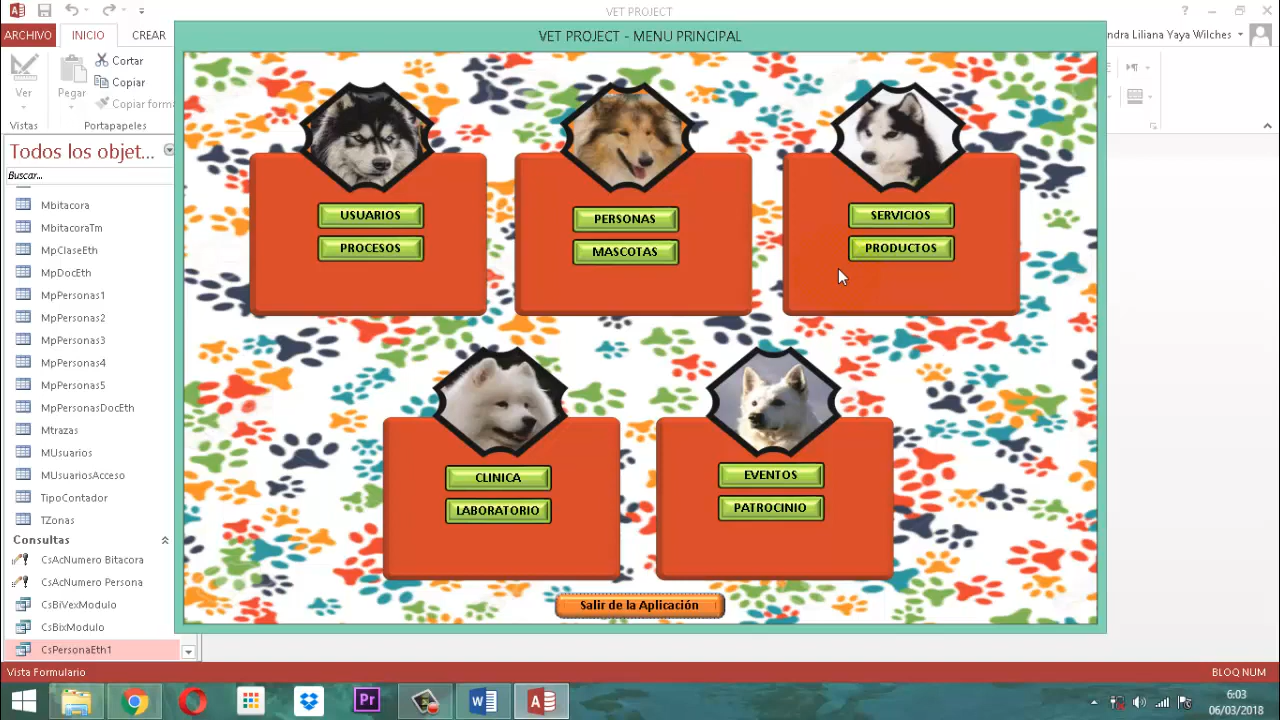 VET PROJECT
ARCHIVO
INICIO
CREAR
ndra Liliana Yaya Wilches
Ver
Pegar
Cortar
Copiar
Copiar forma
Vistas
Portapapeles
VET PROJECT - MENU PRINCIPAL
Todos los objet...
Buscar...
Mbitacora
MbitacoraTm
MpBaseEth
MpDocEth
MpPersonas1
MpPersonas2
MpPersonas3
MpPersonas4
MpPersonas5
MpPersonasDocEth
Mtrazas
MUsuarios
MUsuariosAcceso
TipoContador
TZonas
Consultas
CsAcNumero Bitacora
CsAcNumero Persona
CsBiVexModulo
CsBixModulo
CsPersonaEth1
USUARIOS
PROCESOS
PERSONAS
MASCOTAS
SERVICIOS
PRODUCTOS
CLINICA
LABORATORIO
EVENTOS
PATROCINIO
Salir de la Aplicación
Vista Formulario
BLOQ NUM
Pr
6:03
06/03/2018